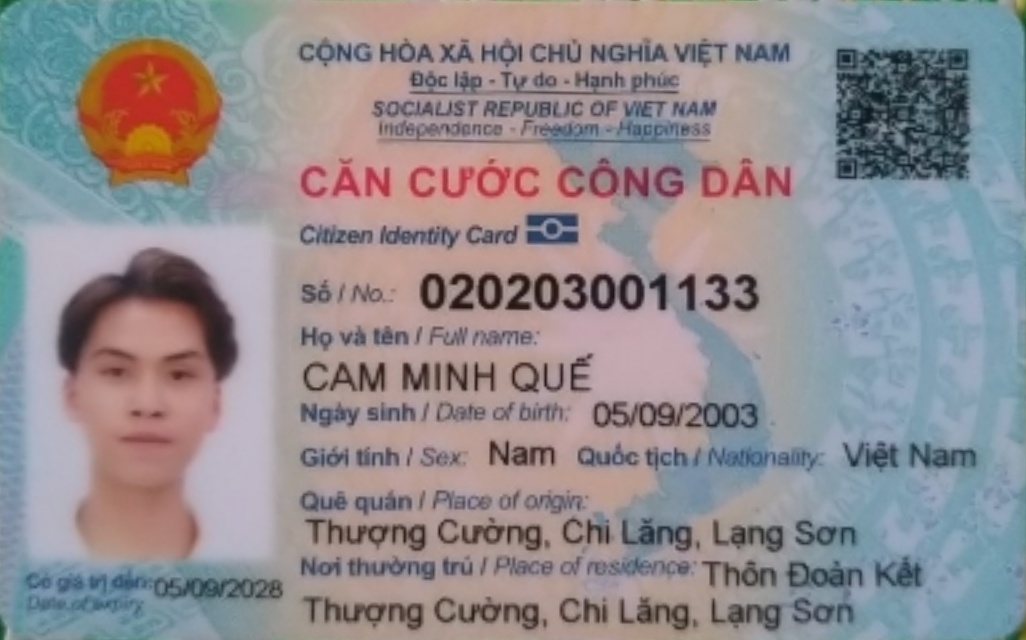 CỘNG HÒA XÃ HỘI CHỦ NGHĨA VIỆT NAM
Độc lập - Tự do - Hạnh phúc
SOCIALIST REPUBLIC OF VIET NAM
Independence - Freedom - Happiness
CĂN CƯỚC CÔNG DÂN
Citizen Identity Card
Số / No.: 020203001133
Họ và tên / Full name:
CAM MINH QUẾ
Ngày sinh / Date of birth: 05/09/2003
Giới tính / Sex: Nam Quốc tịch / Nationality: Việt Nam
Quê quán / Place of origin:
Thượng Cường, Chi Lăng, Lạng Sơn
Nơi thường trú / Place of residence: Thôn Đoàn Kết
Thượng Cường, Chi Lăng, Lạng Sơn
Có giá trị đến: 05/09/2028
Date of expiry